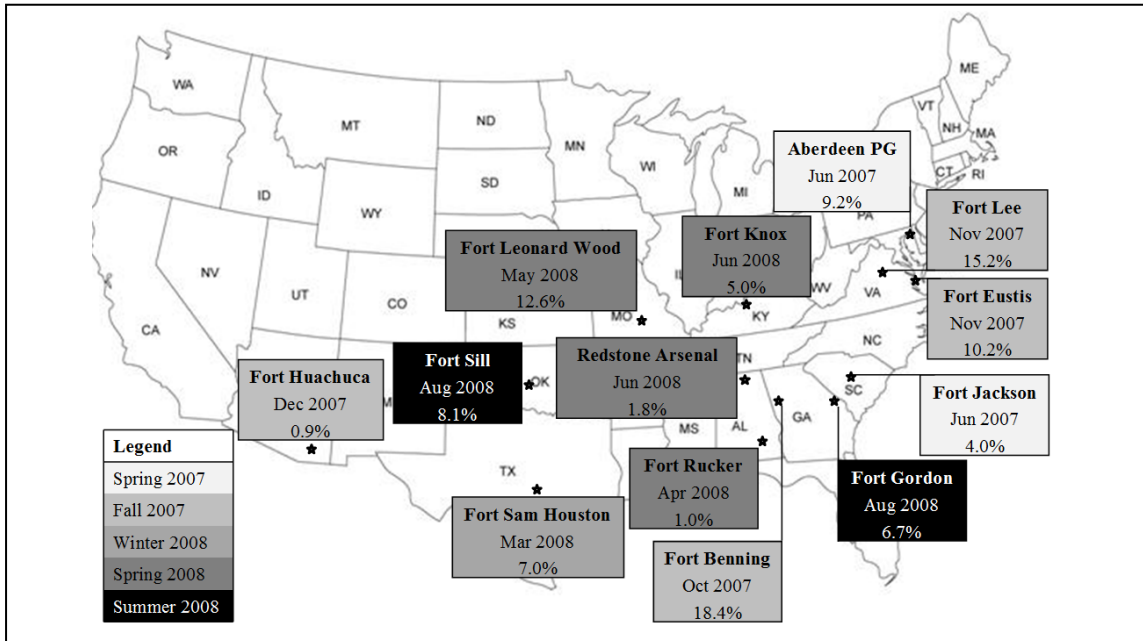 WA
OR
CA
NV
ID
MT
WY
UT
CO
ND
SD
KS
MN
WI
MI
ME
VT
NH
MA
CT
RI
PA
WV
VA
KY
NC
TN
SC
GA
AL
MS
MO
OK
TX
Aberdeen PG
Jun 2007
9.2%
Fort Lee
Nov 2007
15.2%
Fort Knox
Jun 2008
5.0%
Fort Leonard Wood
May 2008
12.6%
Fort Eustis
Nov 2007
10.2%
Fort Sill
Aug 2008
8.1%
Redstone Arsenal
Jun 2008
1.8%
Fort Huachuca
Dec 2007
0.9%
Fort Jackson
Jun 2007
4.0%
Fort Rucker
Apr 2008
1.0%
Fort Gordon
Aug 2008
6.7%
Fort Sam Houston
Mar 2008
7.0%
Fort Benning
Oct 2007
18.4%
Legend
Spring 2007
Fall 2007
Winter 2008
Spring 2008
Summer 2008